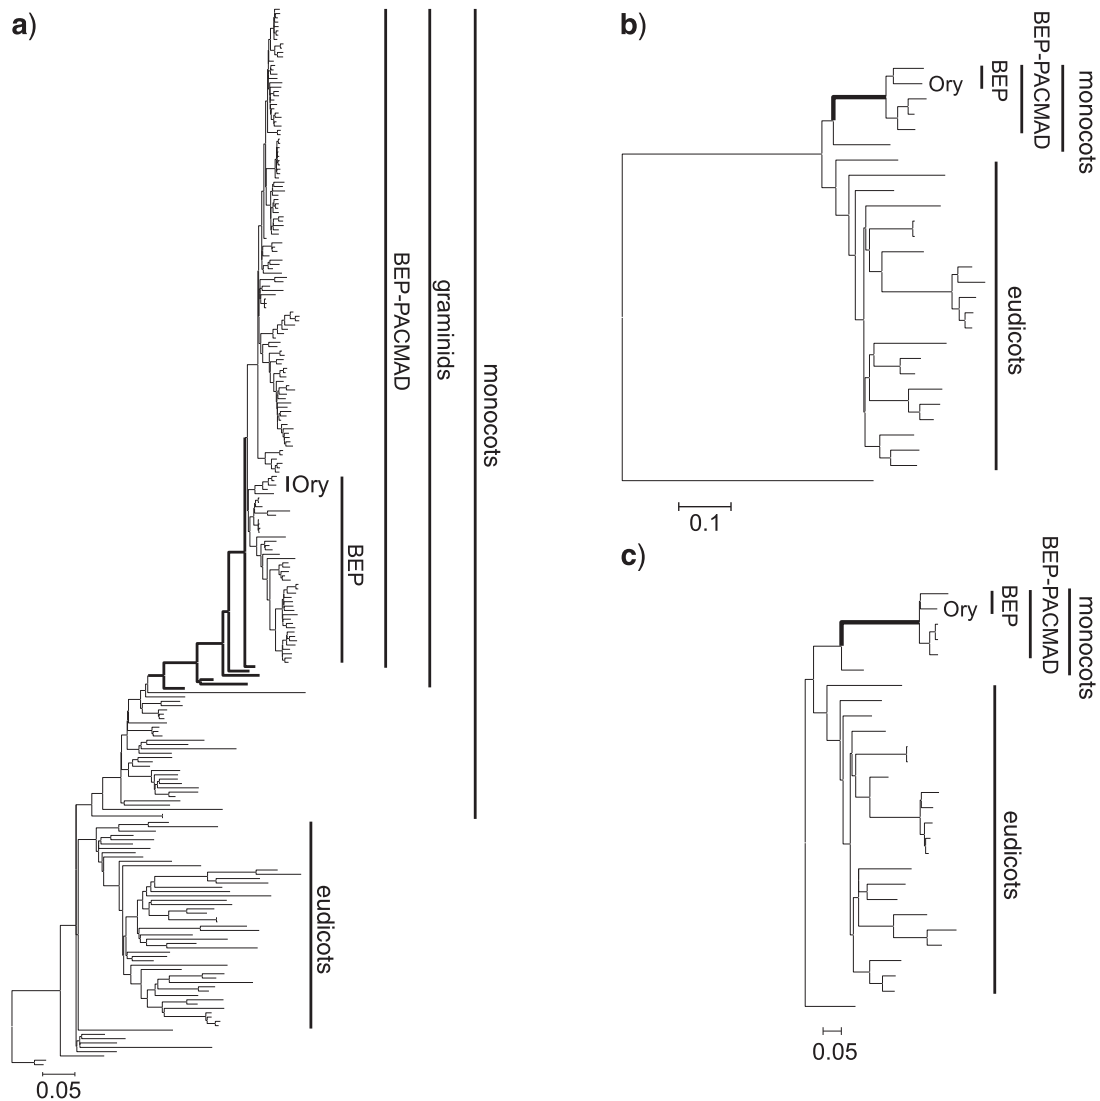 a)
Ory
BEP
BEP-PACMAD
graminids
monocots
eudicots
0.05
b)
Ory
BEP
BEP-PACMAD
monocots
eudicots
0.1
c)
Ory
BEP
BEP-PACMAD
monocots
eudicots
0.05